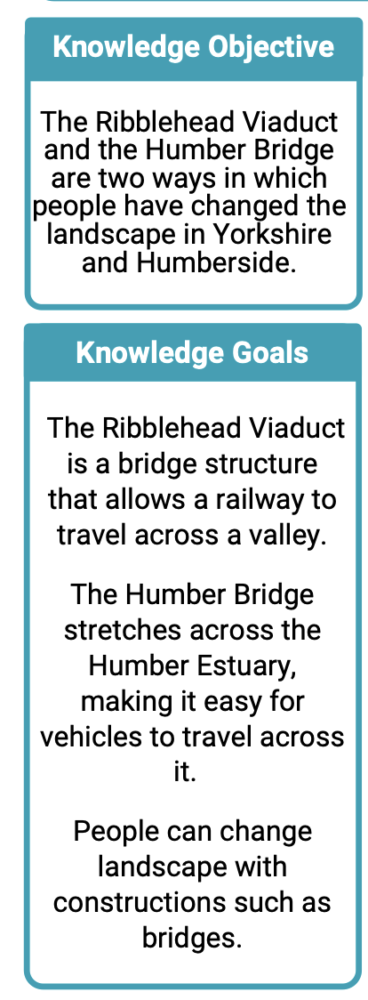 Knowledge Objective
The Ribblehead Viaduct
and the Humber Bridge
are two ways in which
people have changed the
landscape in Yorkshire
and Humberside.
Knowledge Goals
The Ribblehead Viaduct
is a bridge structure
that allows a railway to
travel across a valley.
The Humber Bridge
stretches across the
Humber Estuary,
making it easy for
vehicles to travel across
it.
People can change
landscape with
constructions such as
bridges.